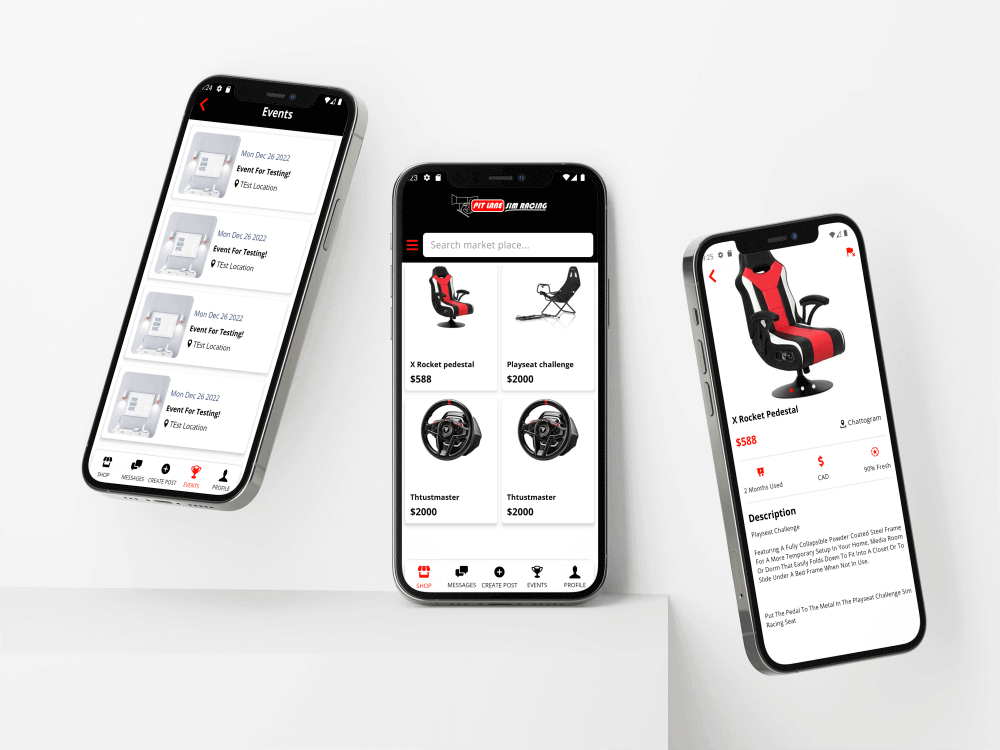 :24
Events
Mon Dec 26 2022
Event For Testing!
TEst Location
Mon Dec 26 2022
Event For Testing!
TEst Location
Mon Dec 26 2022
Event For Testing!
TEst Location
Mon Dec 26 2022
Event For Testing!
TEst Location
SHOP
MESSAGES
CREATE POST
EVENTS
PROFILE
:23
PIT LANE SIM RACING
Search market place...
X Rocket pedestal
$588
Playseat challenge
$2000
Thtustmaster
$2000
Thtustmaster
$2000
SHOP
MESSAGES
CREATE POST
EVENTS
PROFILE
:25
X Rocket Pedestal
$588
Chattogram
2 Months Used
CAD
90% Fresh
Description
Playseat Challenge
Featuring A Fully Collapsible Powder Coated Steel Frame
For A More Temporary Setup In Your Home, Media Room
Or Dorm That Easily Folds Down To Fit Into A Closet Or To
Slide Under A Bed Frame When Not In Use.
Put The Pedal To The Metal In The Playseat Challenge Sim
Racing Seat